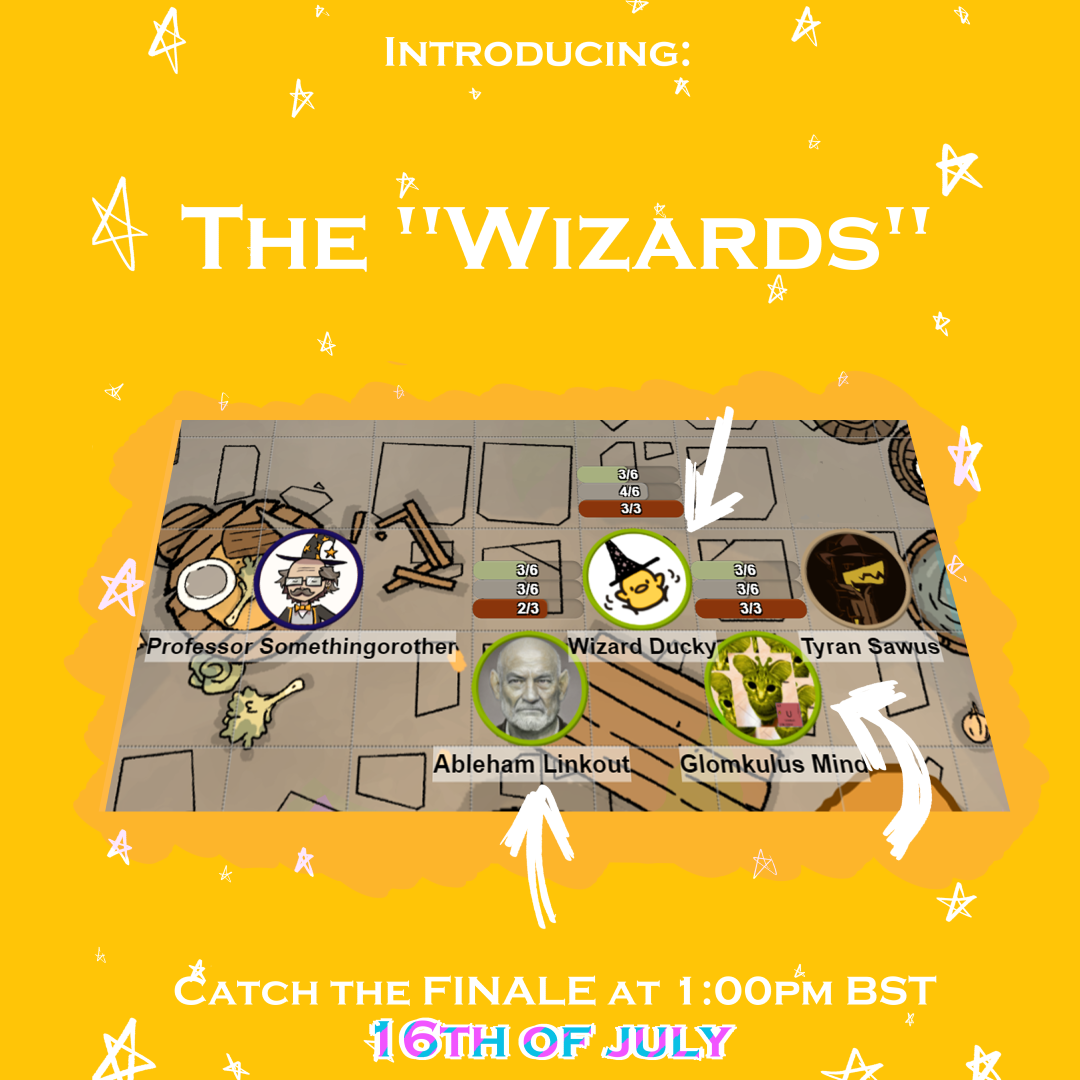 Introducing:
The "Wizards"
3/6
4/6
3/3
3/6
3/6
2/3
3/6
3/6
3/3
Professor Somethingorother
Wizard Ducky
Tyran Sawus
Ableham Linkout
Glomkulus Mind
Catch the FINALE at 1:00pm BST
16th of July